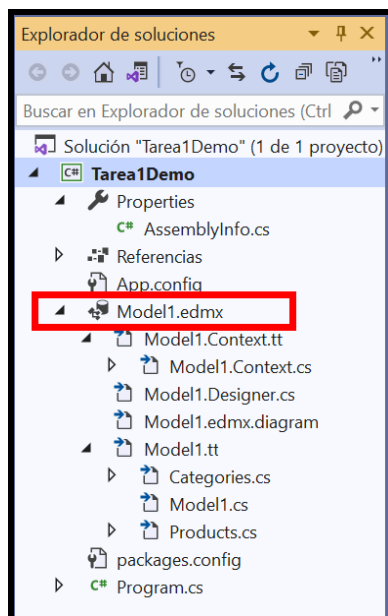 Explorador de soluciones
Buscar en Explorador de soluciones (Ctrl
Solución "Tarea1Demo" (1 de 1 proyecto)
C# Tarea1Demo
Properties
C# AssemblyInfo.cs
Referencias
App.config
Model1.edmx
Model1.Context.tt
Model1.Context.cs
Model1.Designer.cs
Model1.edmx.diagram
Model1.tt
Categories.cs
Model1.cs
Products.cs
packages.config
C# Program.cs